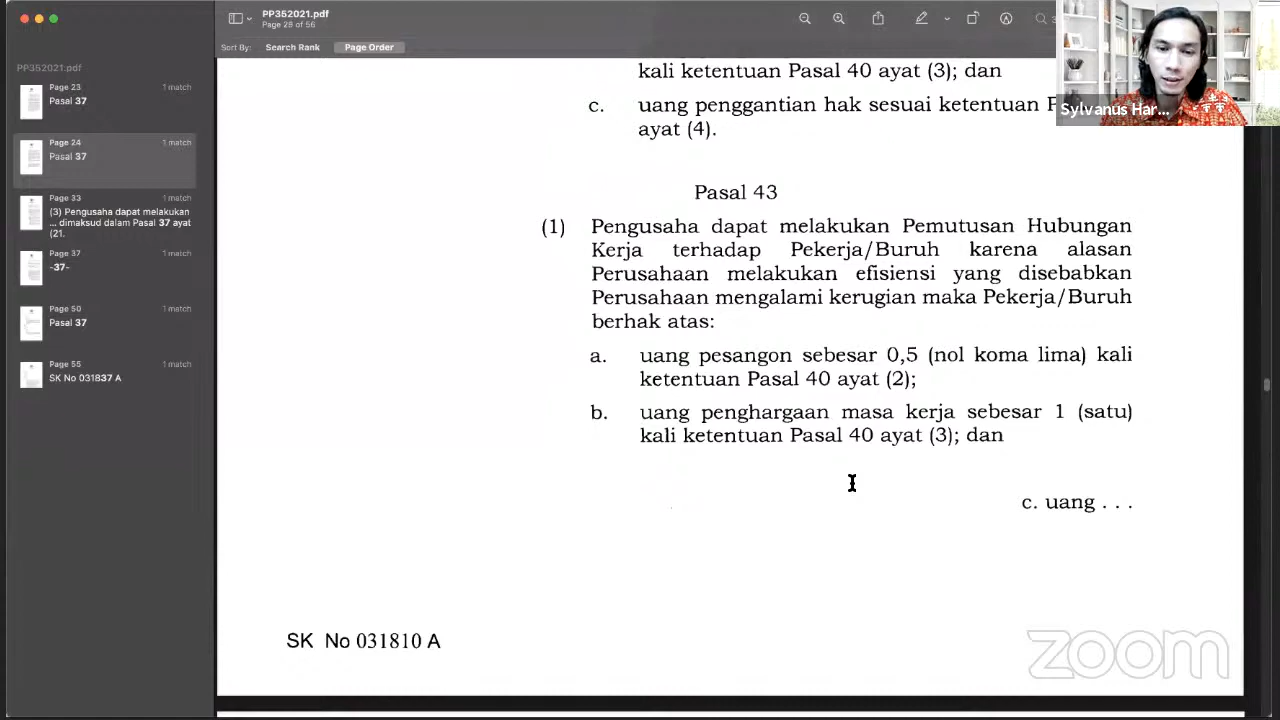 PP352021.pdf
Page 28 of 56
Sort By: Search Rank Page Order
PP352021.pdf
Page 23 1 match
Pasal 37
Page 24 1 match
Pasal 37
Page 33 1 match
(3) Pengusaha dapat melakukan
... dimaksud dalam Pasal 37 ayat
(21.
Page 37 1 match
-37-
Page 50 1 match
Pasal 37
Page 55 1 match
SK No 031837 A
kali ketentuan Pasal 40 ayat (3); dan
c. uang penggantian hak sesuai ketentuan
ayat (4).
Pasal 43
(1) Pengusaha dapat melakukan Pemutusan Hubungan
Kerja terhadap Pekerja/Buruh karena alasan
Perusahaan melakukan efisiensi yang disebabkan
Perusahaan mengalami kerugian maka Pekerja/Buruh
berhak atas:
a. uang pesangon sebesar 0,5 (nol koma lima) kali
ketentuan Pasal 40 ayat (2);
b. uang penghargaan masa kerja sebesar 1 (satu)
kali ketentuan Pasal 40 ayat (3); dan
c. uang . . .
SK No 031810 A
Sylvanus Har...
zoom